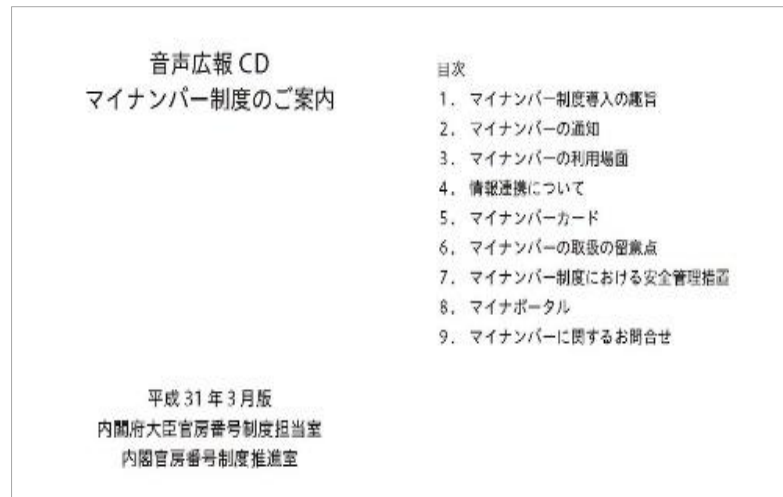 音声広報 CD
マイナンバー制度のご案内
平成 31 年 3 月版
内閣府大臣官房番号制度担当室
内閣官房番号制度推進室
目次
1. マイナンバー制度導入の趣旨
2. マイナンバーの通知
3. マイナンバーの利用場面
4. 情報連携について
5. マイナンバーカード
6. マイナンバーの取扱の留意点
7. マイナンバー制度における安全管理措置
8. マイナポータル
9. マイナンバーに関するお問合せ